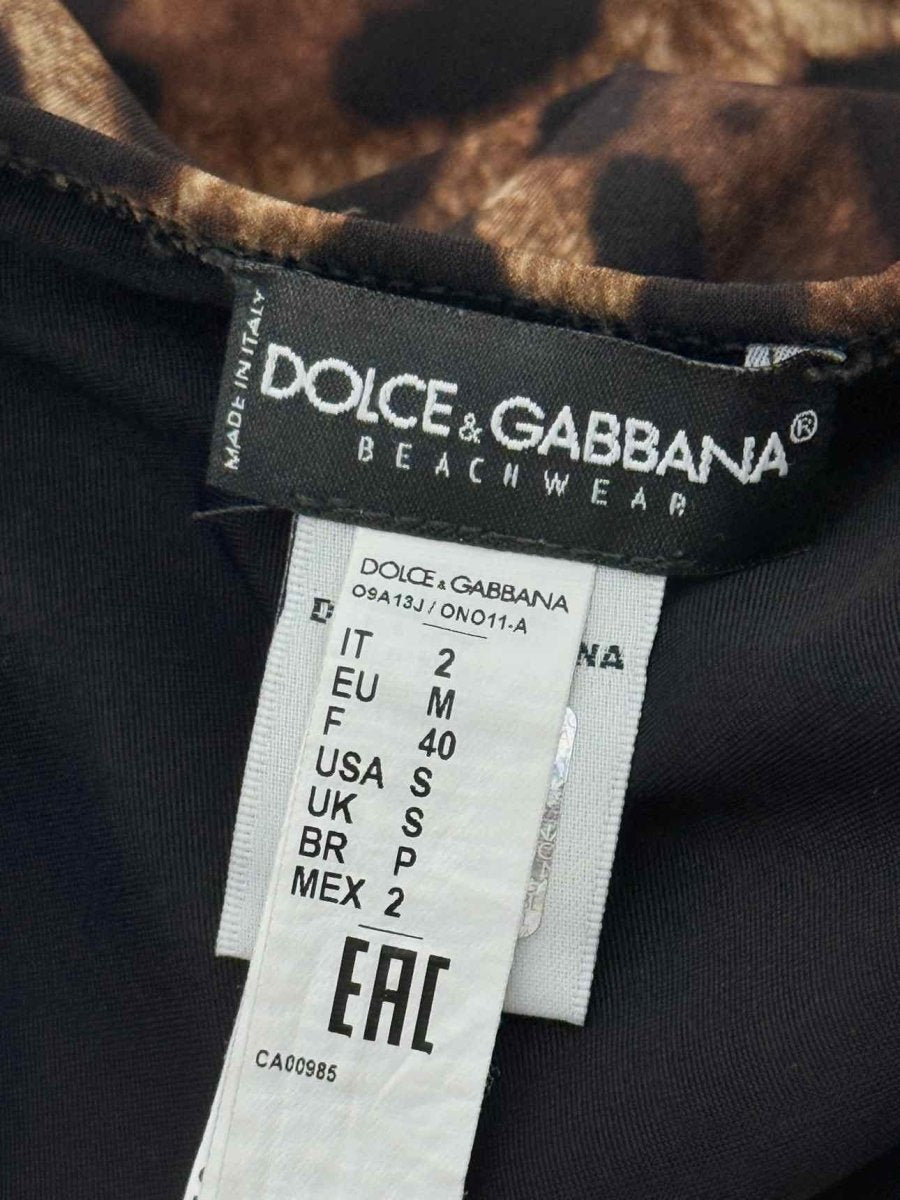 MADE IN ITALY
DOLCE & GABBANA®
BEACHWEAR
DOLCE & GABBANA
O9A13J / ONO11-A
IT 2
EU M
F 40
USA S
UK S
BR P
MEX 2
EAC
CA00985
NA